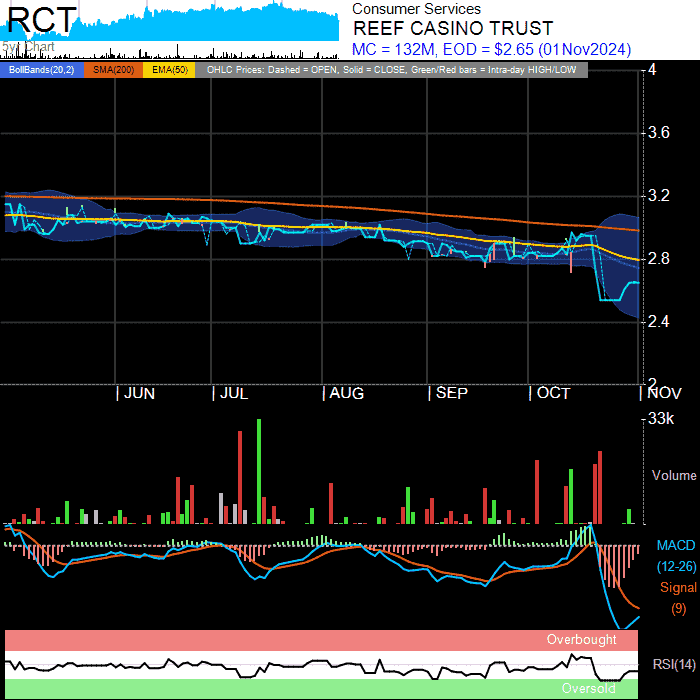 RCT
5yr Chart
Consumer Services
REEF CASINO TRUST
MC = 132M, EOD = $2.65 (01Nov2024)
BollBands(20,2) SMA(200) EMA(50) OHLC Prices: Dashed = OPEN, Solid = CLOSE, Green/Red bars = Intra-day HIGH/LOW
4
3.6
3.2
2.8
2.4
2
JUN JUL AUG SEP OCT NOV
33k
Volume
MACD
(12-26)
Signal
(9)
Overbought
RSI(14)
Oversold